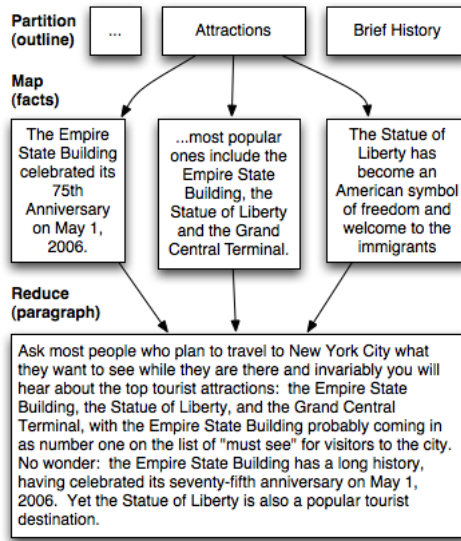 Partition
(outline)
...
Attractions
Brief History
Map
(facts)
The Empire
State Building
celebrated its
75th
Anniversary
on May 1,
2006.
...most popular
ones include the
Empire State
Building, the
Statue of Liberty
and the Grand
Central Terminal.
The Statue of
Liberty has
become an
American symbol
of freedom and
welcome to the
immigrants
Reduce
(paragraph)
Ask most people who plan to travel to New York City what
they want to see while they are there and invariably you will
hear about the top tourist attractions:  the Empire State
Building, the Statue of Liberty, and the Grand Central
Terminal, with the Empire State Building probably coming in
as number one on the list of "must see" for visitors to the city.
No wonder:  the Empire State Building has a long history,
having celebrated its seventy-fifth anniversary on May 1,
2006.  Yet the Statue of Liberty is also a popular tourist
destination.